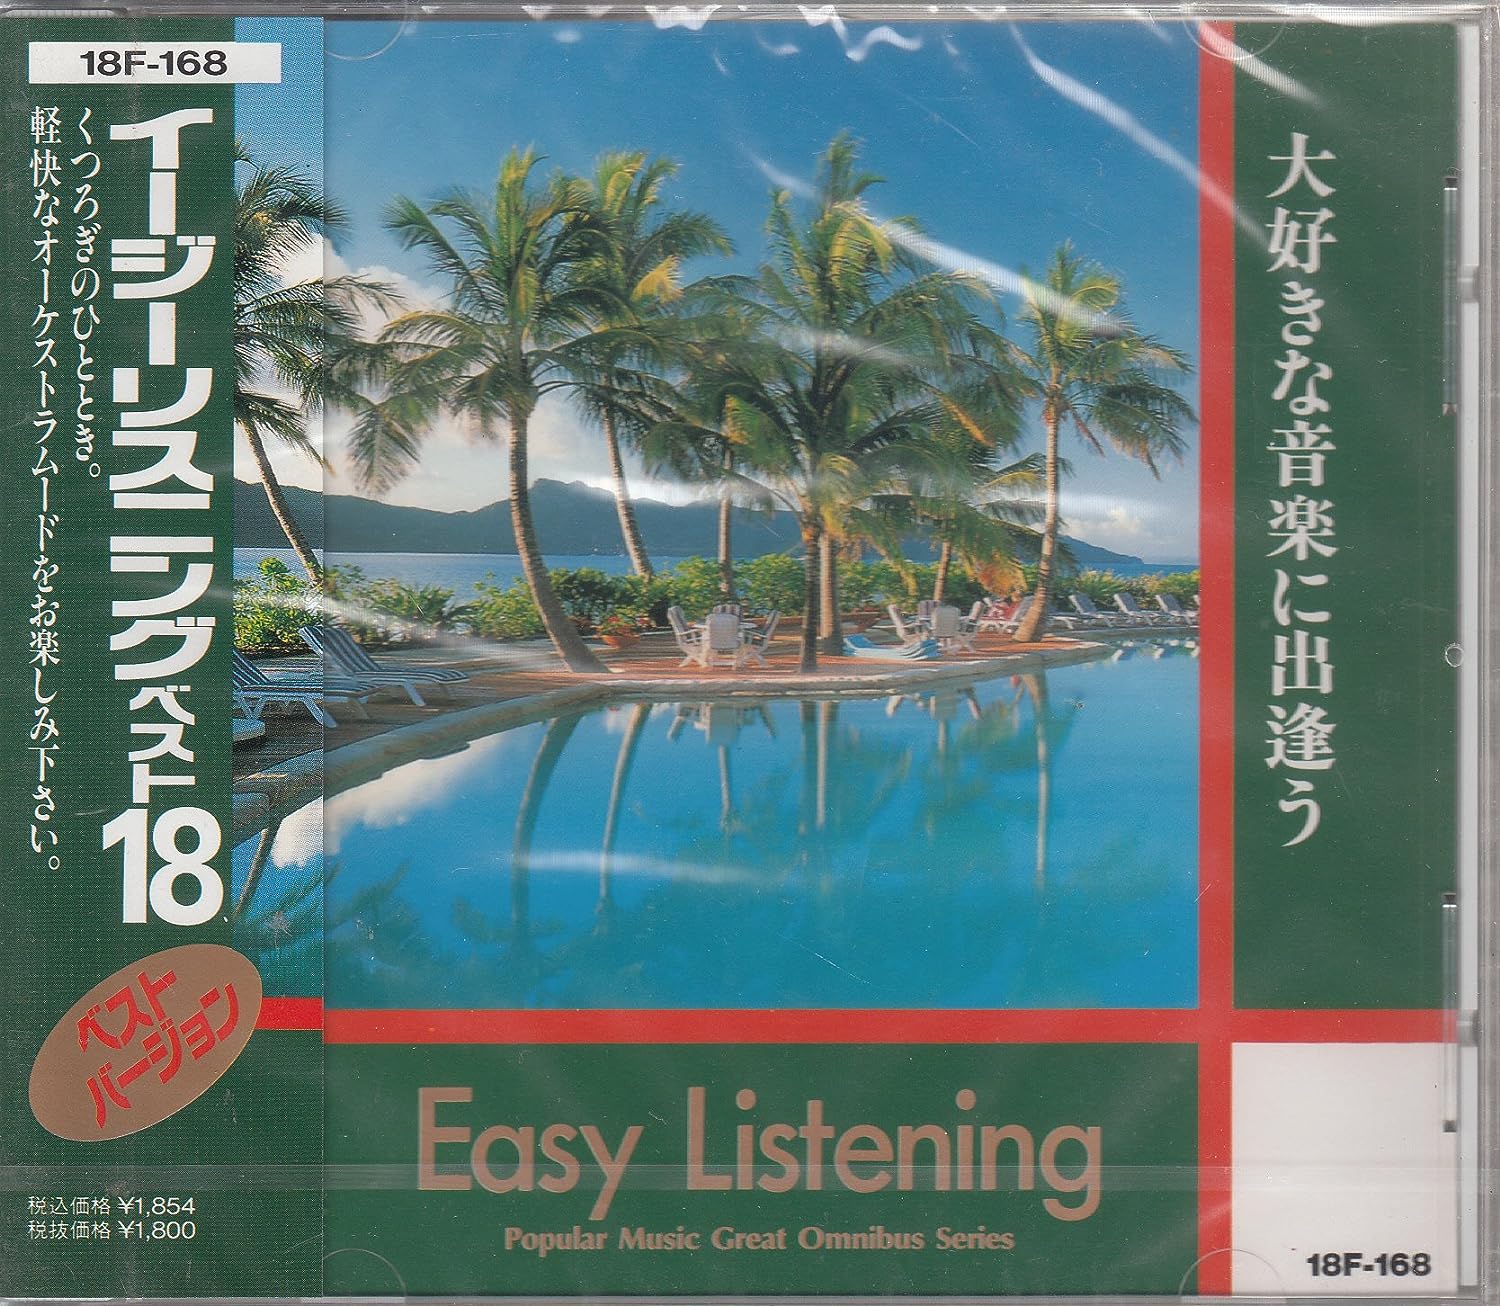 18F-168
イージーリスニングベスト18
くつろぎのひととき。
軽快なオーケストラムードをお楽しみ下さい。
ベスト
バージョン
税込価格 ¥1,854
税抜価格 ¥1,800
大好きな音楽に出逢う
Easy Listening
Popular Music Great Omnibus Series
18F-168